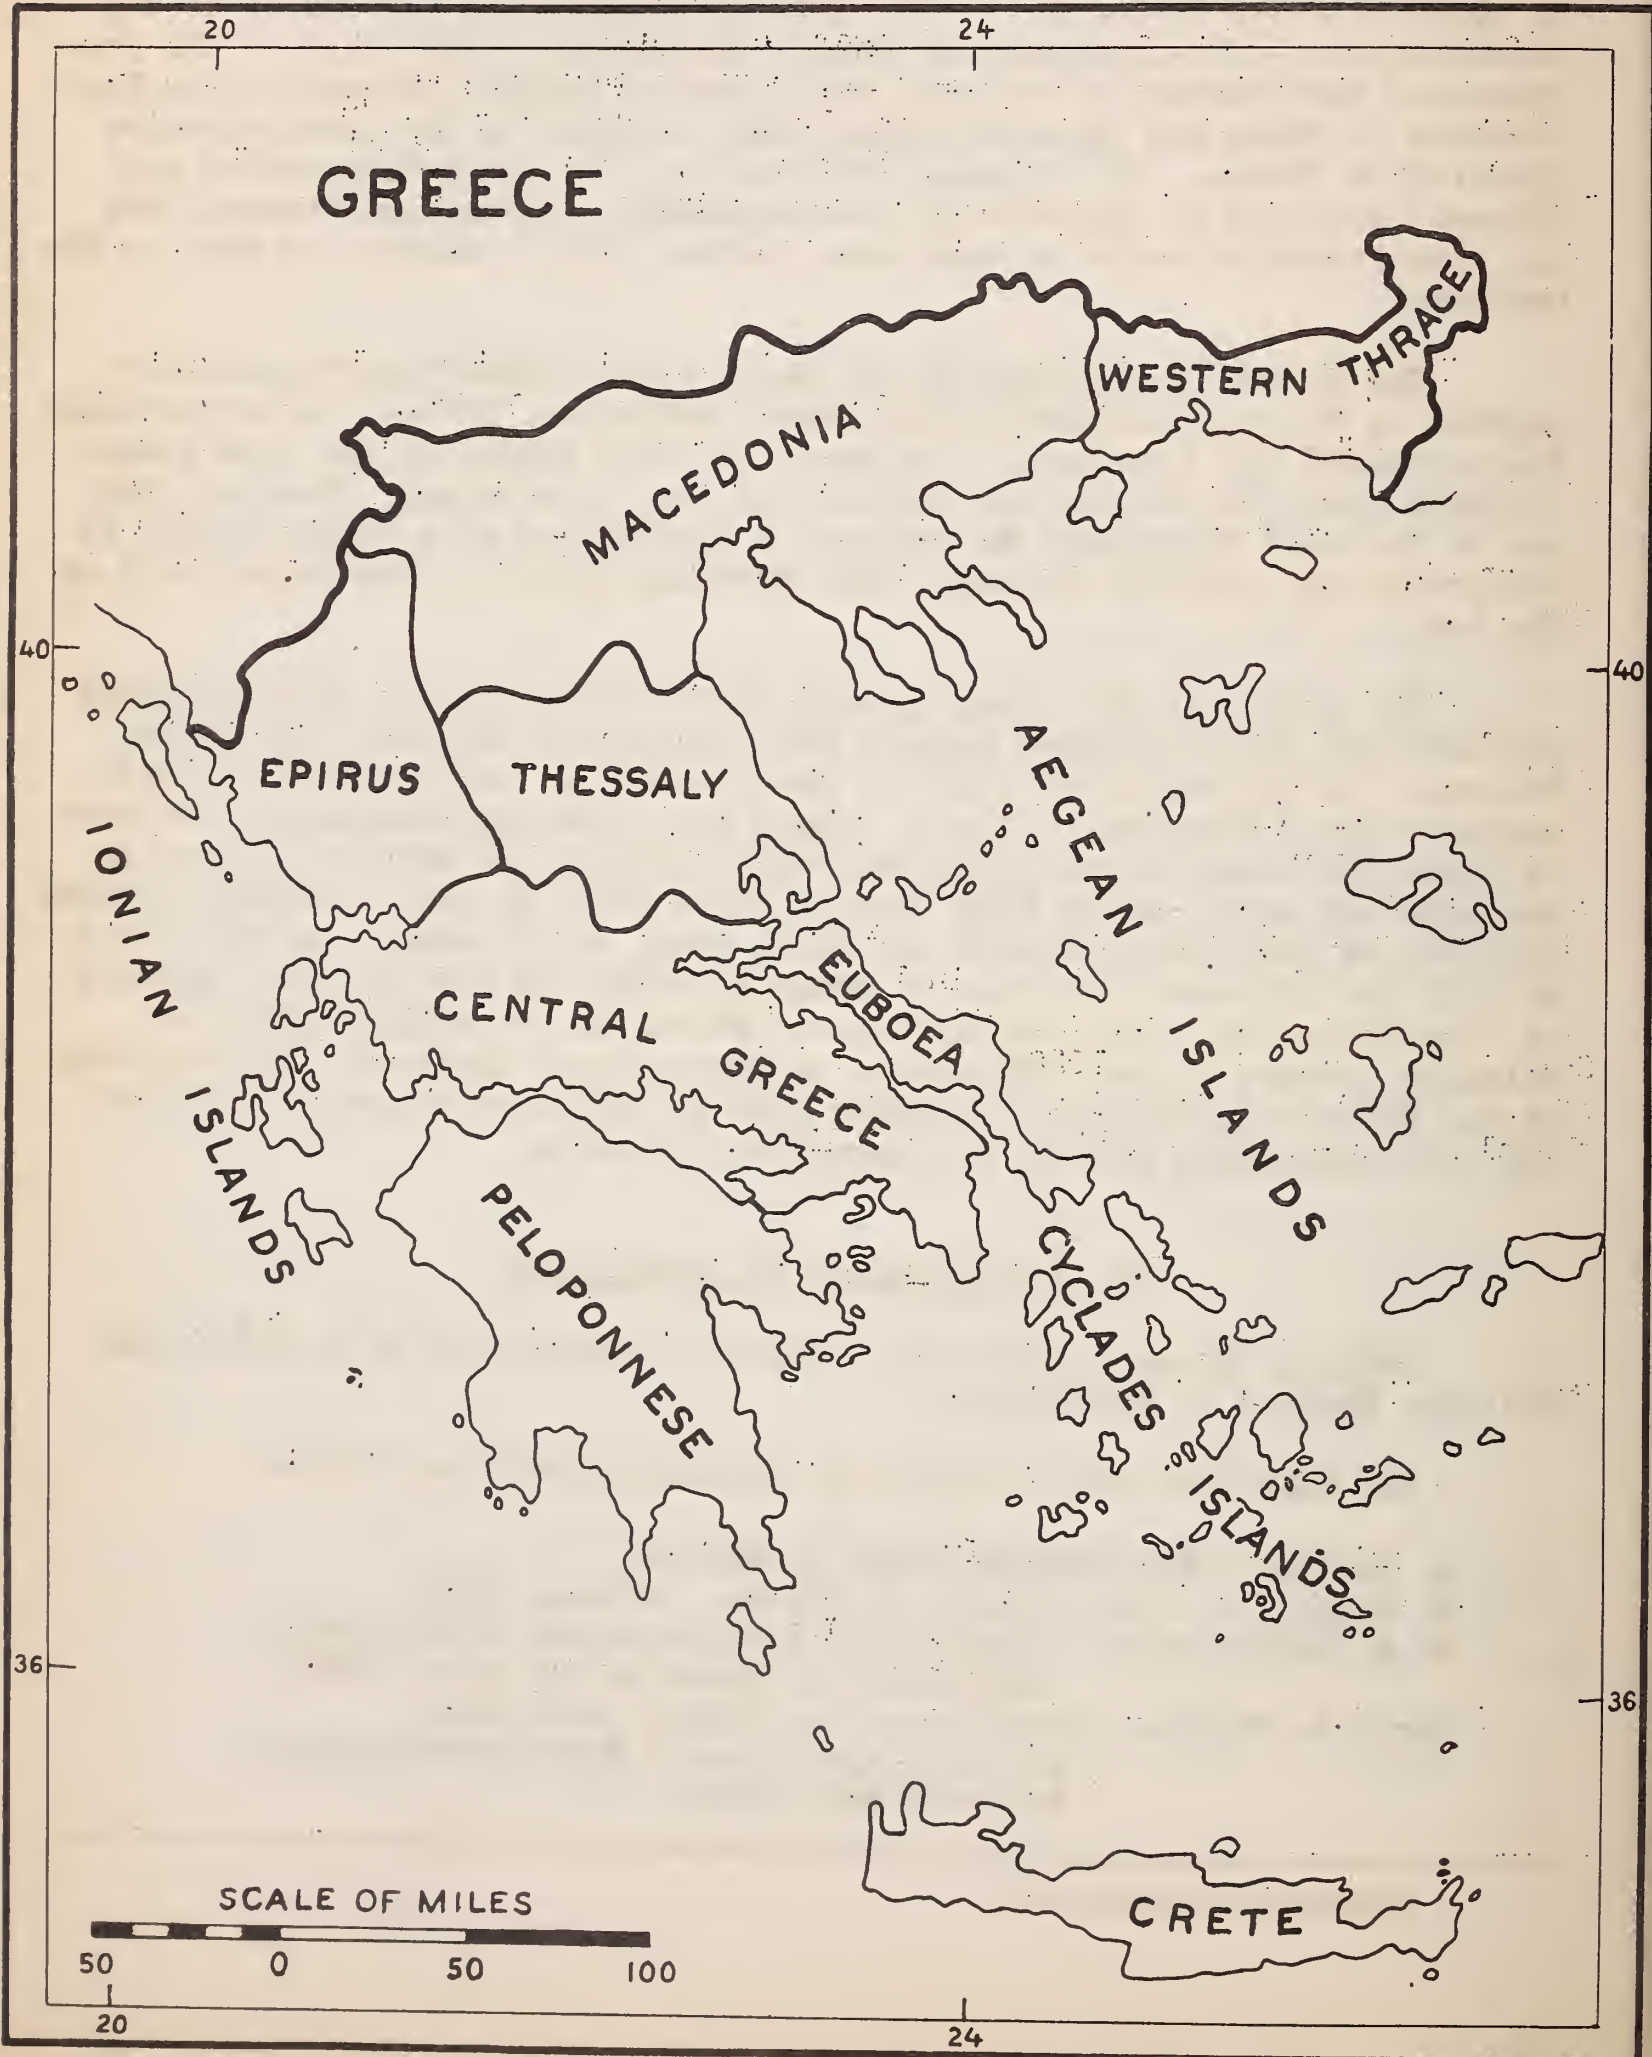 20 24
GREECE
WESTERN THRACE
MACEDONIA
40 40
EPIRUS THESSALY
AEGEAN ISLANDS
IONIAN ISLANDS
EUBOEA
CENTRAL GREECE
PELOPONNESE
CYCLADES ISLANDS
36 36
CRETE
SCALE OF MILES
50 0 50 100
20 24